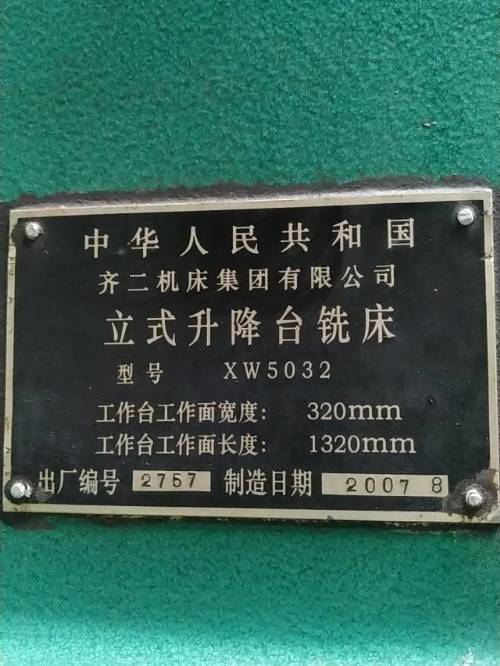 中华人民共和国
齐二机床集团有限公司
立式升降台铣床
型号 XW5032
工作台工作面宽度: 320mm
工作台工作面长度: 1320mm
出厂编号 2757 制造日期 2007 8